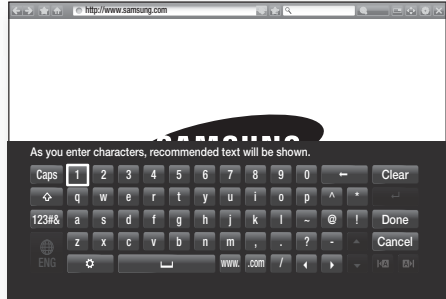 http://www.samsung.com
SAMSUNG
As you enter characters, recommended text will be shown.
Caps 1 2 3 4 5 6 7 8 9 0 ← Clear
q w e r t y u i o p ^ *
123#& a s d f g h j k l ~ @ ! Done
z x c v b n m , . ? - Cancel
ENG www. .com /